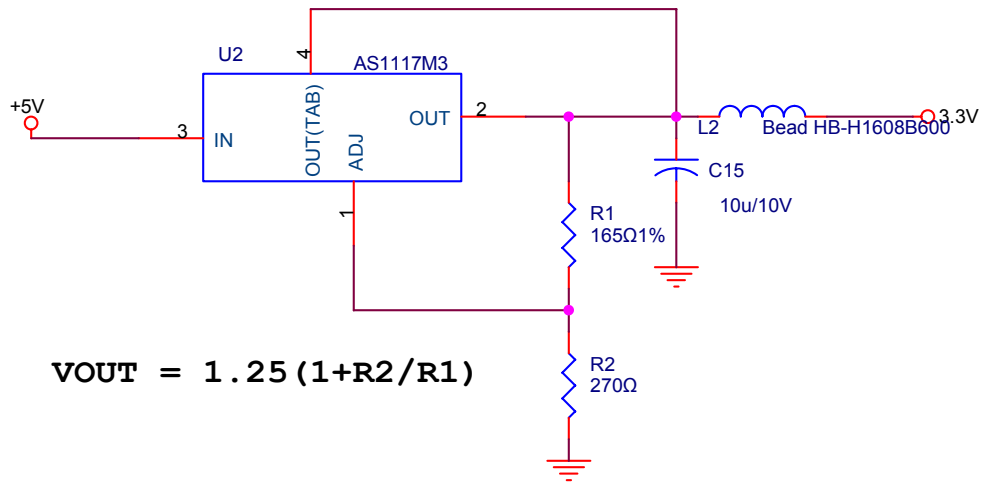 4
U2
AS1117M3
+5V
3
IN
OUT(TAB)
ADJ
OUT
2
L2
Bead HB-H1608B600
3.3V
C15
10u/10V
1
R1
165Ω1%
VOUT = 1.25(1+R2/R1)
R2
270Ω